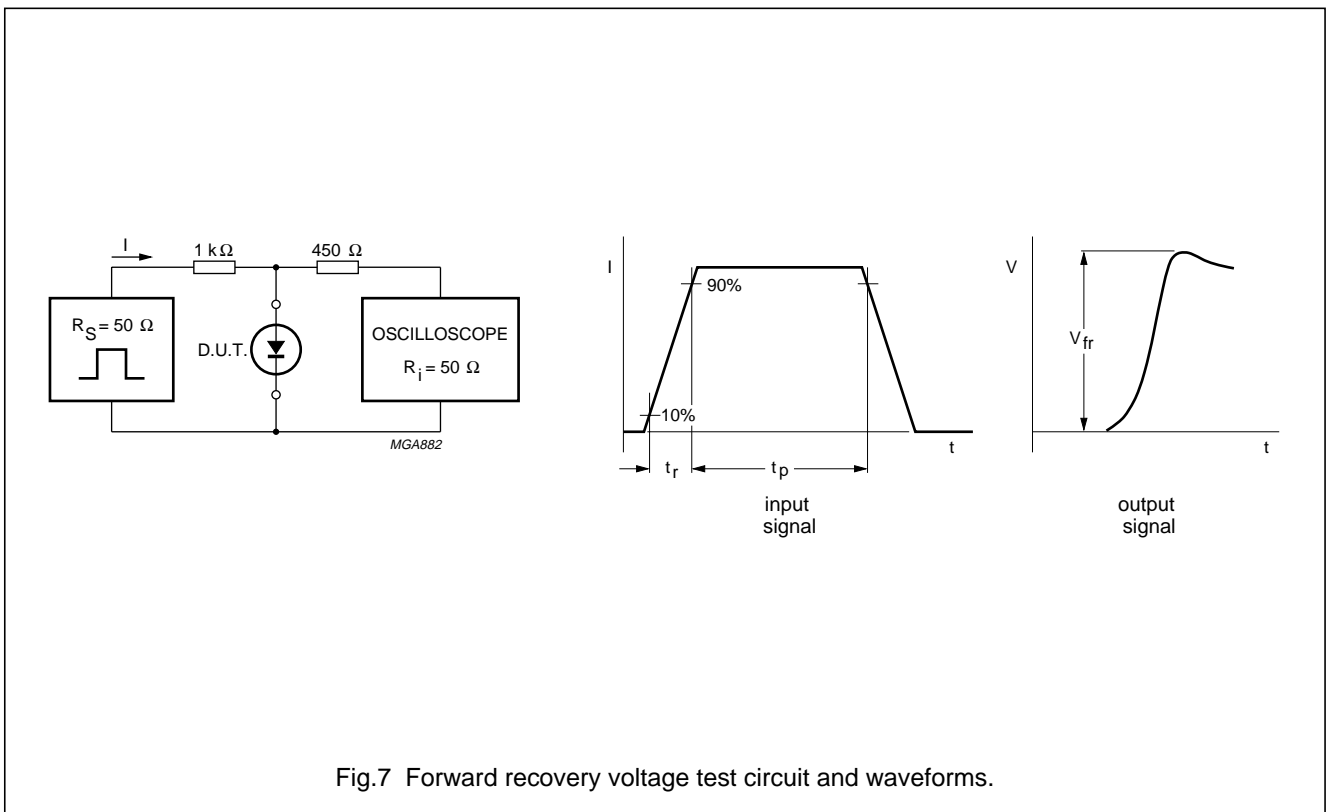 I
1 kΩ
450 Ω
R_S = 50 Ω
D.U.T.
OSCILLOSCOPE
R_i = 50 Ω
MGA882
I
90%
10%
t
t_r
t_p
input
signal
V
V_fr
t
output
signal
Fig.7 Forward recovery voltage test circuit and waveforms.